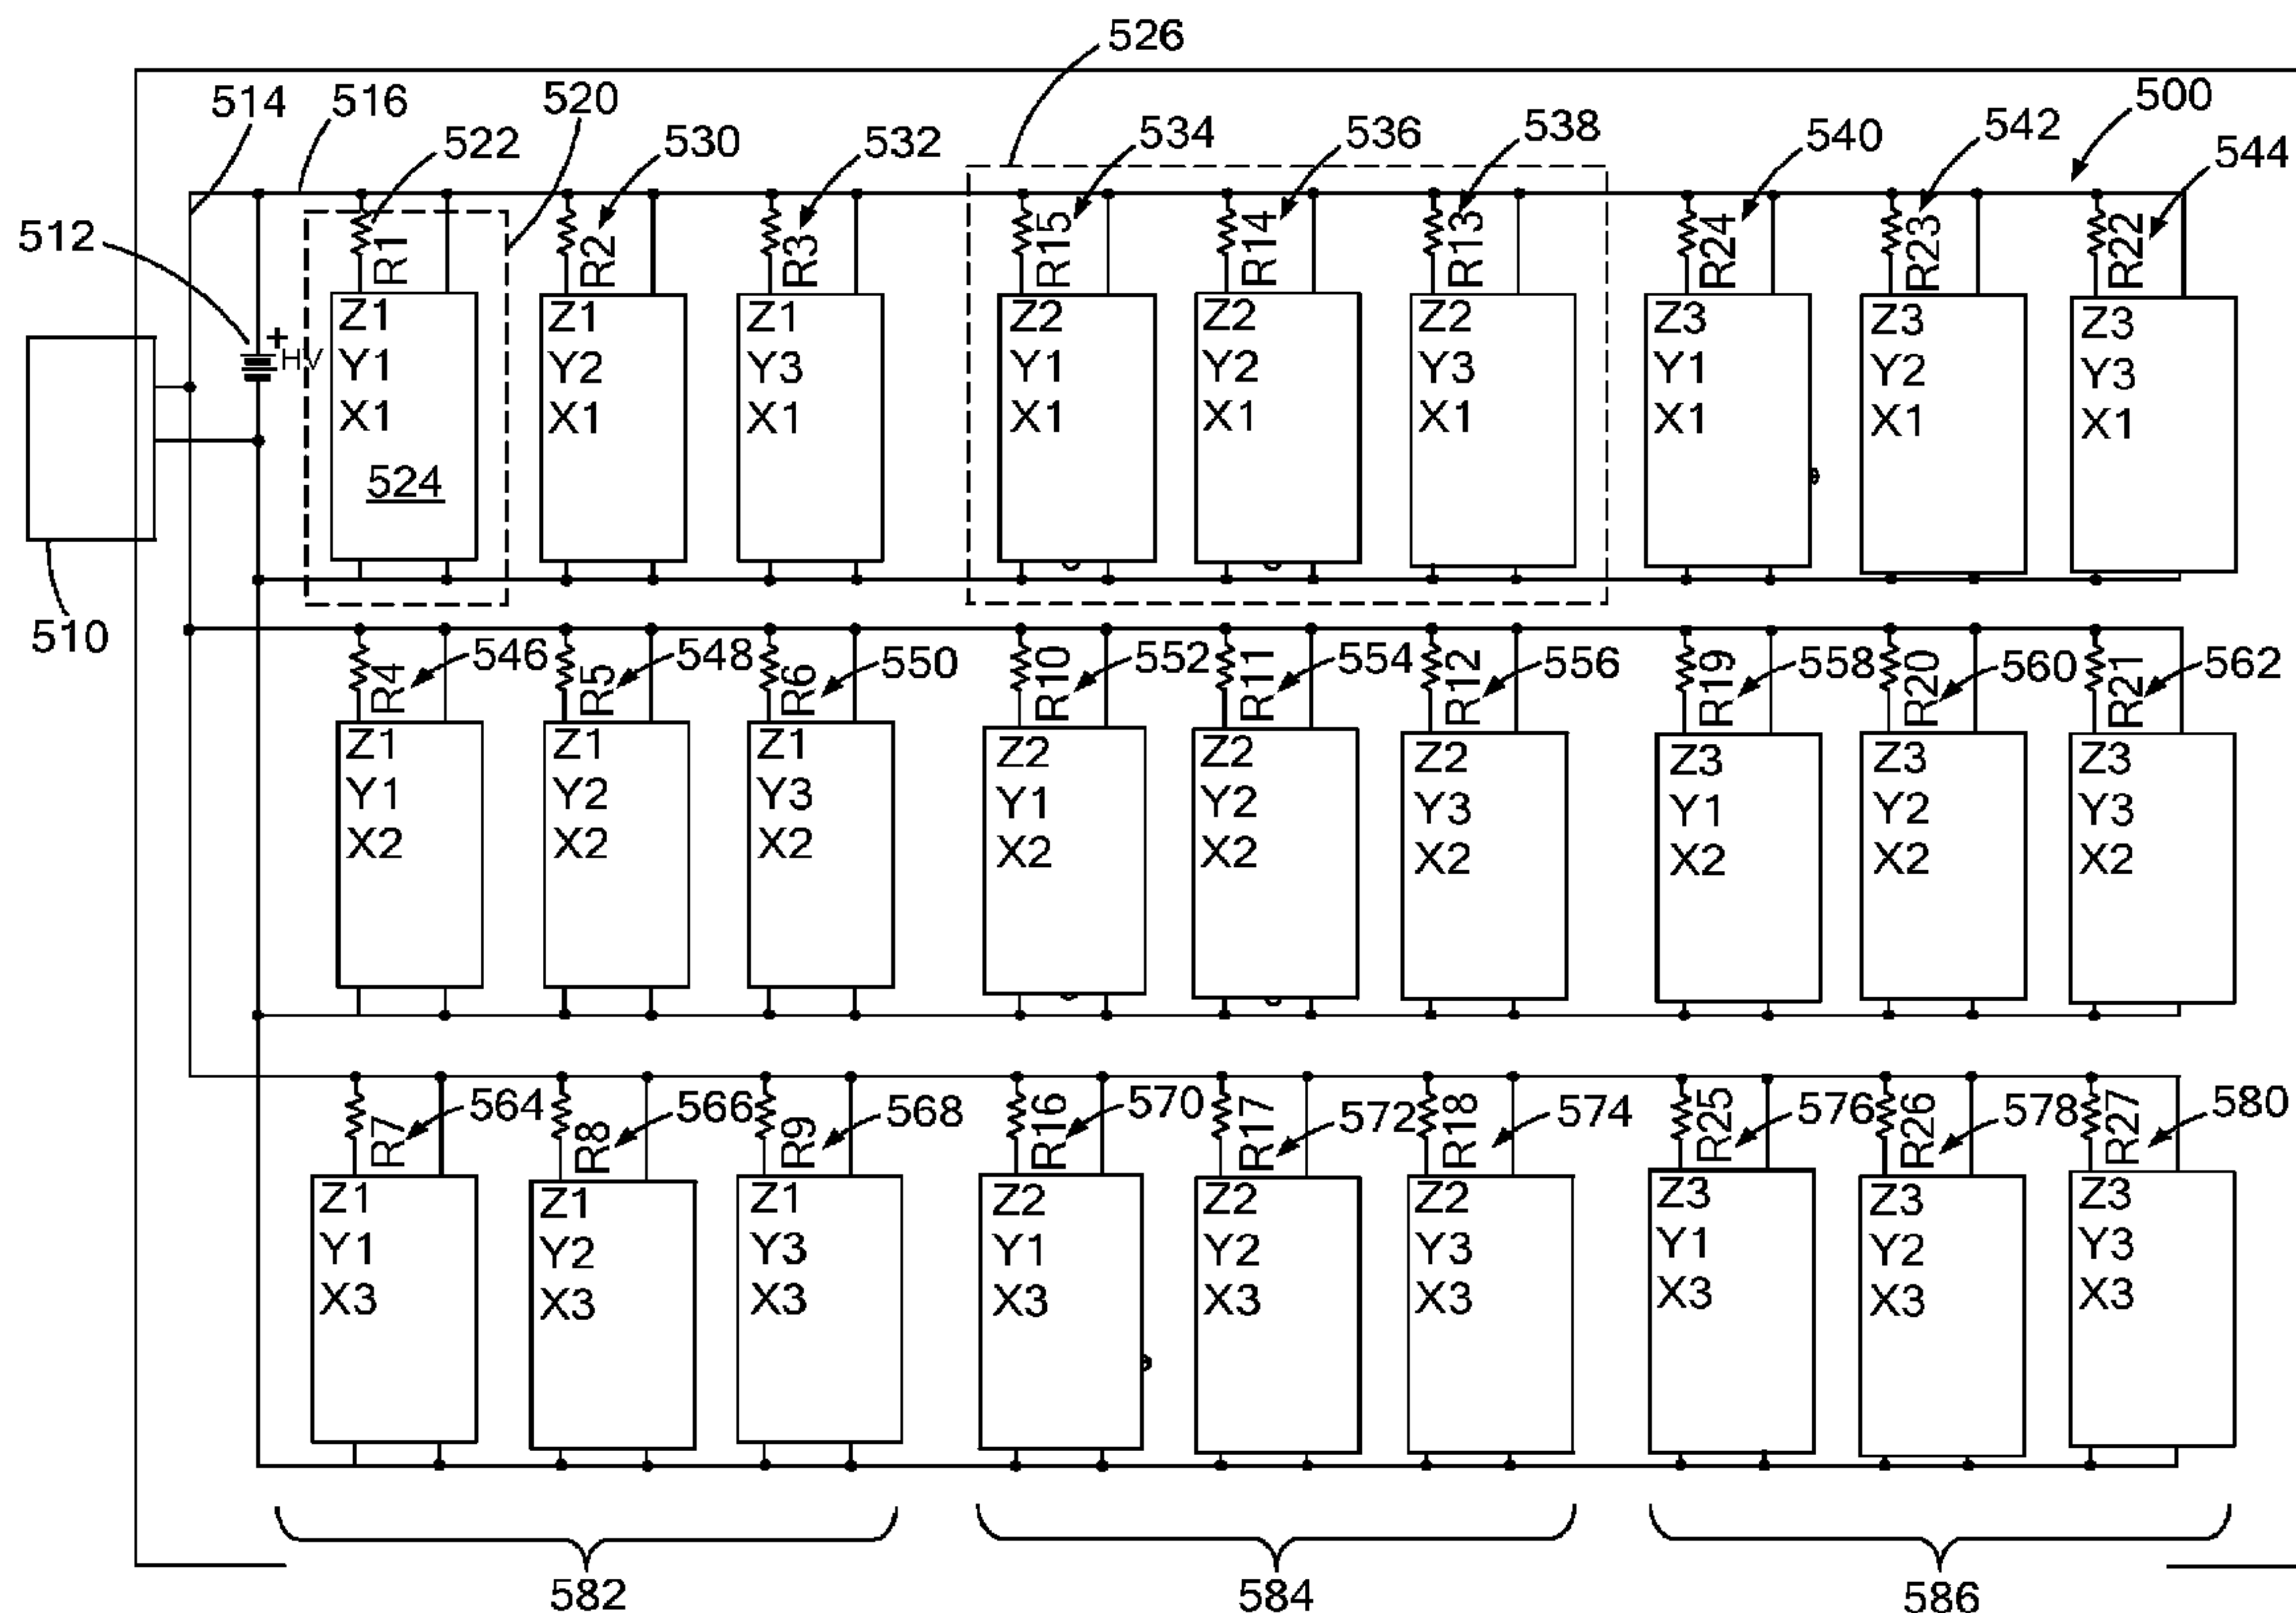 526
514 516 520 500
522 530 532 534 536 538 540 542 544
512
R1 R2 R3 R15 R14 R13 R24 R23 R22
+
HV
Z1 Z1 Z1 Z2 Z2 Z2 Z3 Z3 Z3
Y1 Y2 Y3 Y1 Y2 Y3 Y1 Y2 Y3
X1 X1 X1 X1 X1 X1 X1 X1 X1
524
510
546 548 550 552 554 556 558 560 562
R4 R5 R6 R10 R11 R12 R19 R20 R21
Z1 Z1 Z1 Z2 Z2 Z2 Z3 Z3 Z3
Y1 Y2 Y3 Y1 Y2 Y3 Y1 Y2 Y3
X2 X2 X2 X2 X2 X2 X2 X2 X2
564 566 568 570 572 574 576 578 580
R7 R8 R9 R16 R17 R18 R25 R26 R27
Z1 Z1 Z1 Z2 Z2 Z2 Z3 Z3 Z3
Y1 Y2 Y3 Y1 Y2 Y3 Y1 Y2 Y3
X3 X3 X3 X3 X3 X3 X3 X3 X3
582 584 586